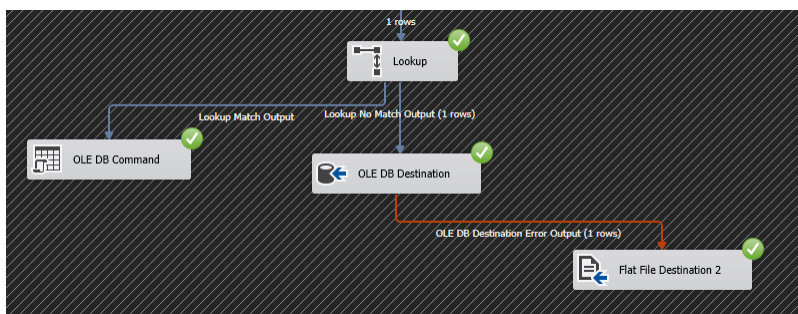 1 rows
Lookup
Lookup Match Output
Lookup No Match Output (1 rows)
OLE DB Command
OLE DB Destination
OLE DB Destination Error Output (1 rows)
Flat File Destination 2